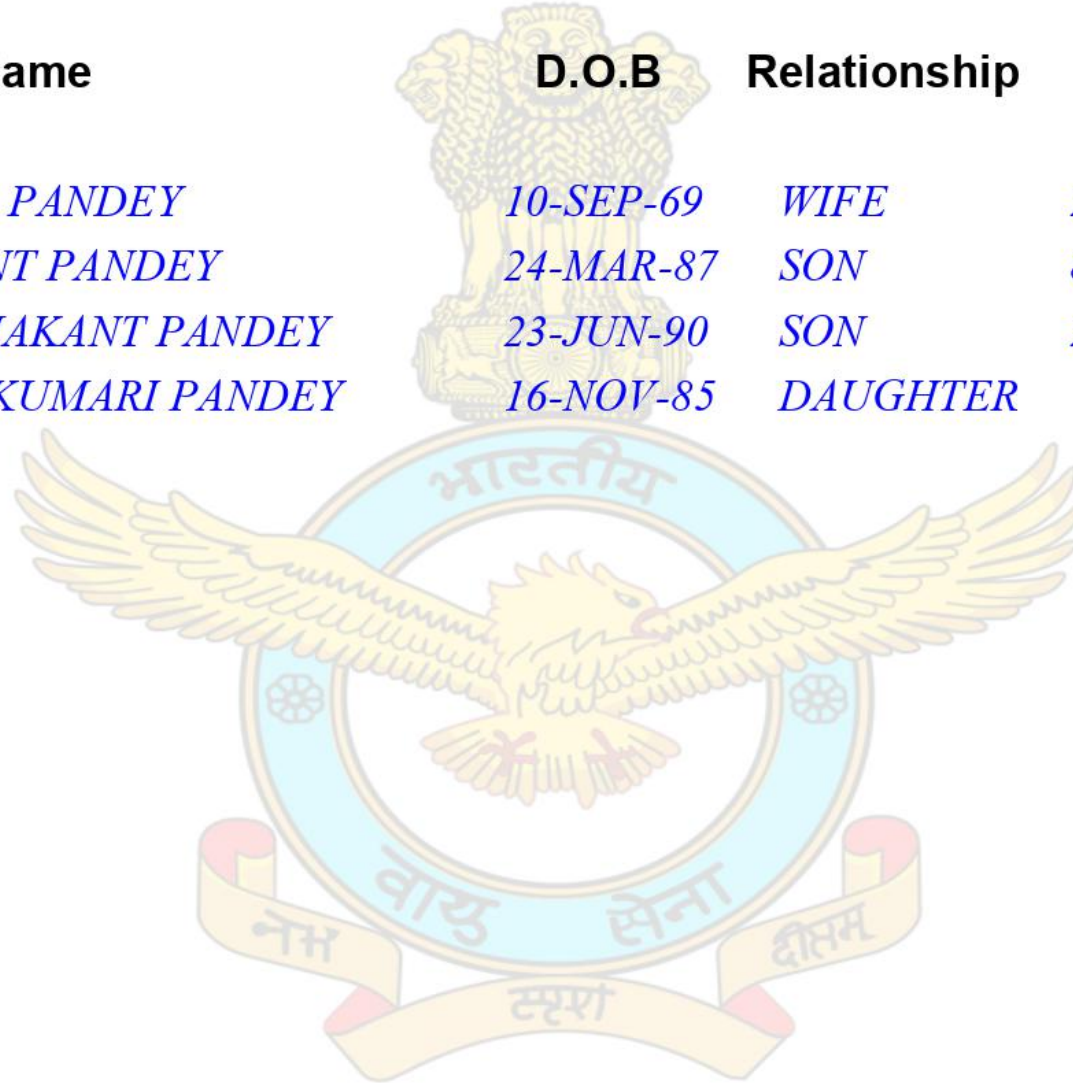 ame D.O.B Relationship
PANDEY 10-SEP-69 WIFE
NT PANDEY 24-MAR-87 SON
AKANT PANDEY 23-JUN-90 SON
KUMARI PANDEY 16-NOV-85 DAUGHTER
भारतीय
वायु सेना
नभ स्पृशं दीप्तम्